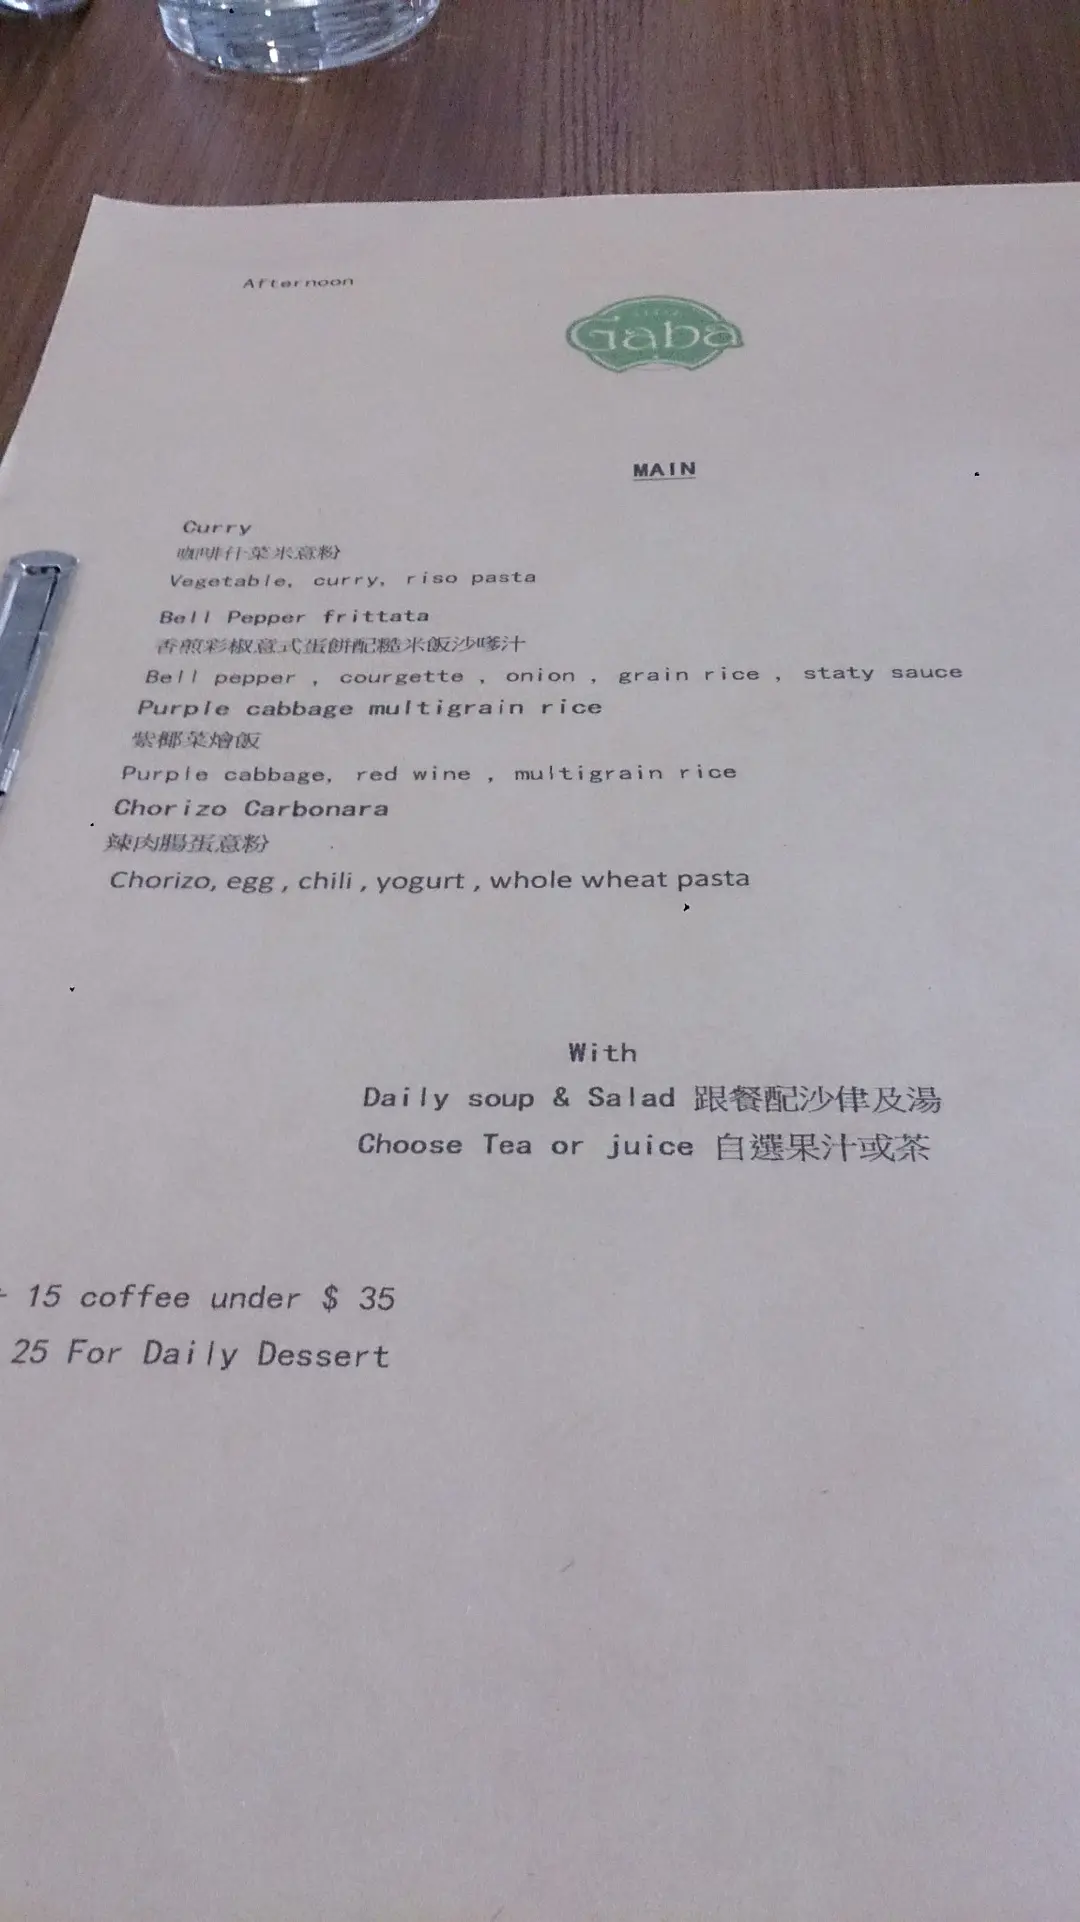 Afternoon
Gaba
MAIN
Curry
咖啡什菜米意粉
Vegetable, curry, riso pasta
Bell Pepper frittata
香煎彩椒意式蛋餅配糙米飯沙嗲汁
Bell pepper , courgette , onion , grain rice , staty sauce
Purple cabbage multigrain rice
紫椰菜燴飯
Purple cabbage, red wine , multigrain rice
Chorizo Carbonara
辣肉腸蛋意粉
Chorizo, egg , chili , yogurt , whole wheat pasta
With
Daily soup & Salad 跟餐配沙律及湯
Choose Tea or juice 自選果汁或茶
15 coffee under $ 35
25 For Daily Dessert